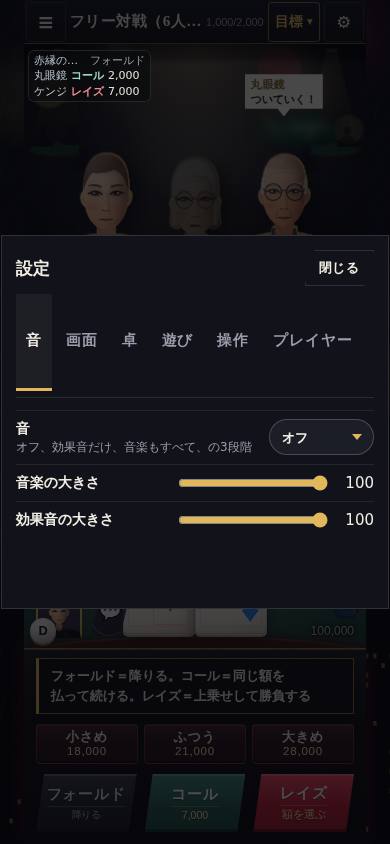 フリー対戦（6人… 1,000/2,000 目標 ▾
赤縁の… フォールド
丸眼鏡 コール 2,000
ケンジ レイズ 7,000
丸眼鏡
ついていく！
設定 閉じる
音 画面 卓 遊び 操作 プレイヤー
音
オフ、効果音だけ、音楽もすべて、の3段階 オフ
音楽の大きさ 100
効果音の大きさ 100
D 100,000
フォールド＝降りる。コール＝同じ額を
払って続ける。レイズ＝上乗せして勝負する
小さめ ふつう 大きめ
18,000 21,000 28,000
フォールド コール レイズ
降りる 7,000 額を選ぶ